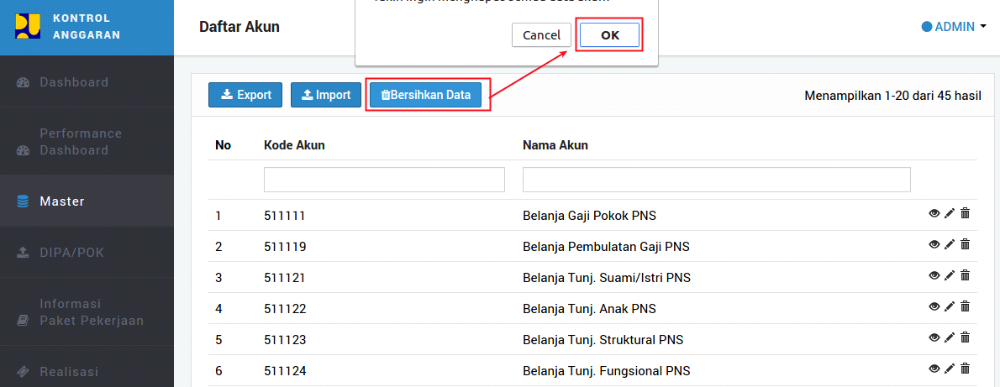 KONTROL
ANGGARAN
Daftar Akun
Cancel
OK
ADMIN
Dashboard
Performance
Dashboard
Master
DIPA/POK
Informasi
Paket Pekerjaan
Realisasi
Export
Import
Bersihkan Data
Menampilkan 1-20 dari 45 hasil
No Kode Akun Nama Akun
1 511111 Belanja Gaji Pokok PNS
2 511119 Belanja Pembulatan Gaji PNS
3 511121 Belanja Tunj. Suami/Istri PNS
4 511122 Belanja Tunj. Anak PNS
5 511123 Belanja Tunj. Struktural PNS
6 511124 Belanja Tunj. Fungsional PNS